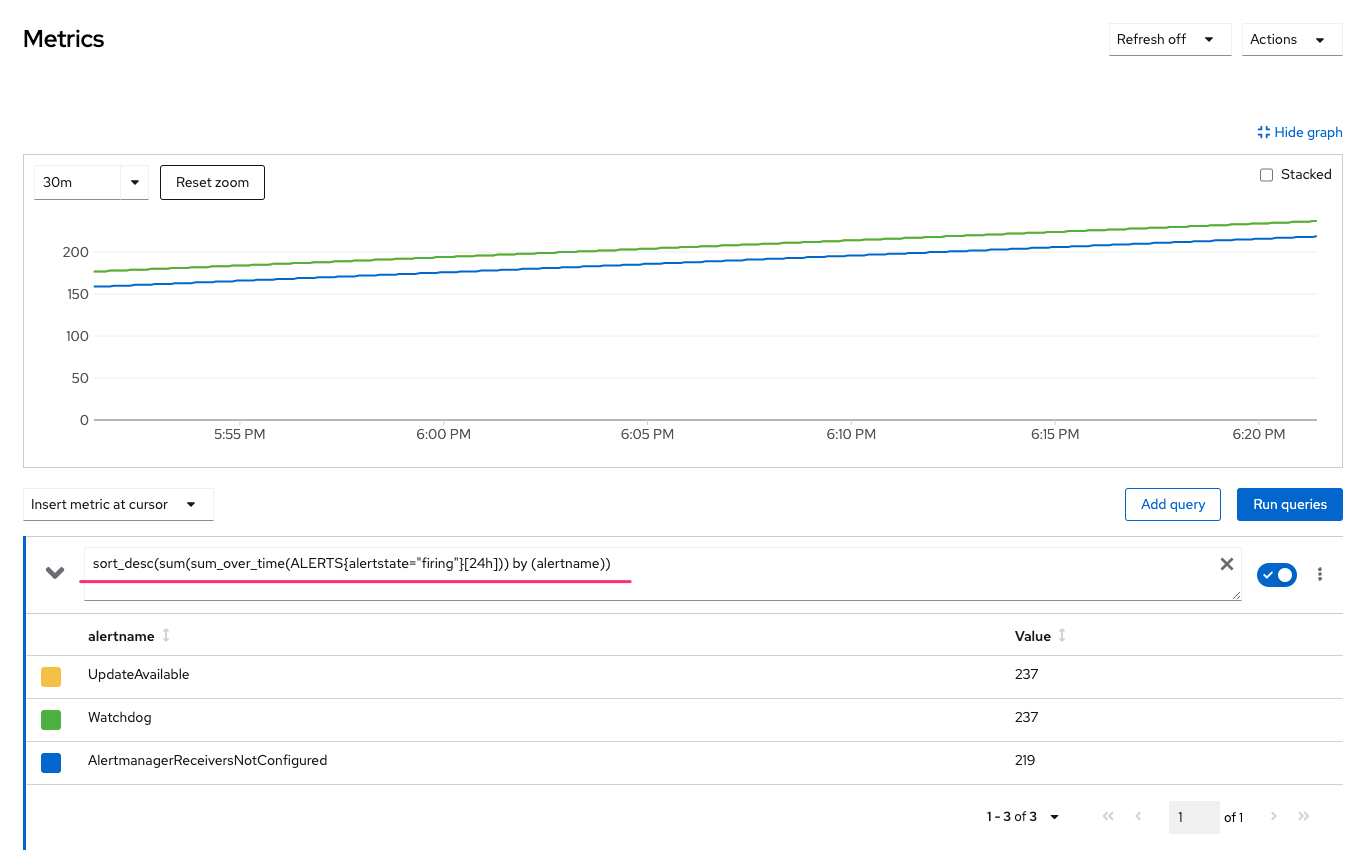 Metrics
Refresh off
Actions
Hide graph
30m
Reset zoom
Stacked
200
150
100
50
0
5:55 PM 6:00 PM 6:05 PM 6:10 PM 6:15 PM 6:20 PM
Insert metric at cursor
Add query
Run queries
sort_desc(sum(sum_over_time(ALERTS{alertstate="firing"}[24h])) by (alertname))
alertname Value
UpdateAvailable 237
Watchdog 237
AlertmanagerReceiversNotConfigured 219
1 - 3 of 3
1 of 1